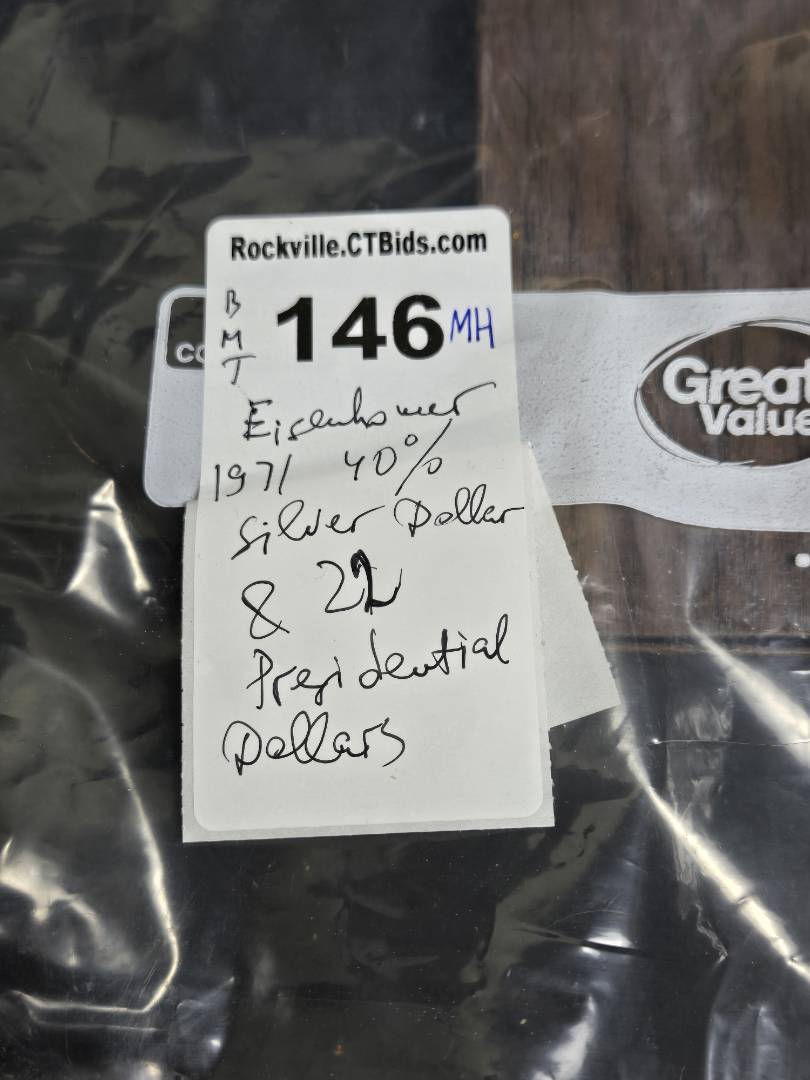 Rockville.CTBids.com
B
M
T
146 MH
Eisenhower
1971 40%
Silver Dollar
& 22
Presidential
Dollars
Great
Value